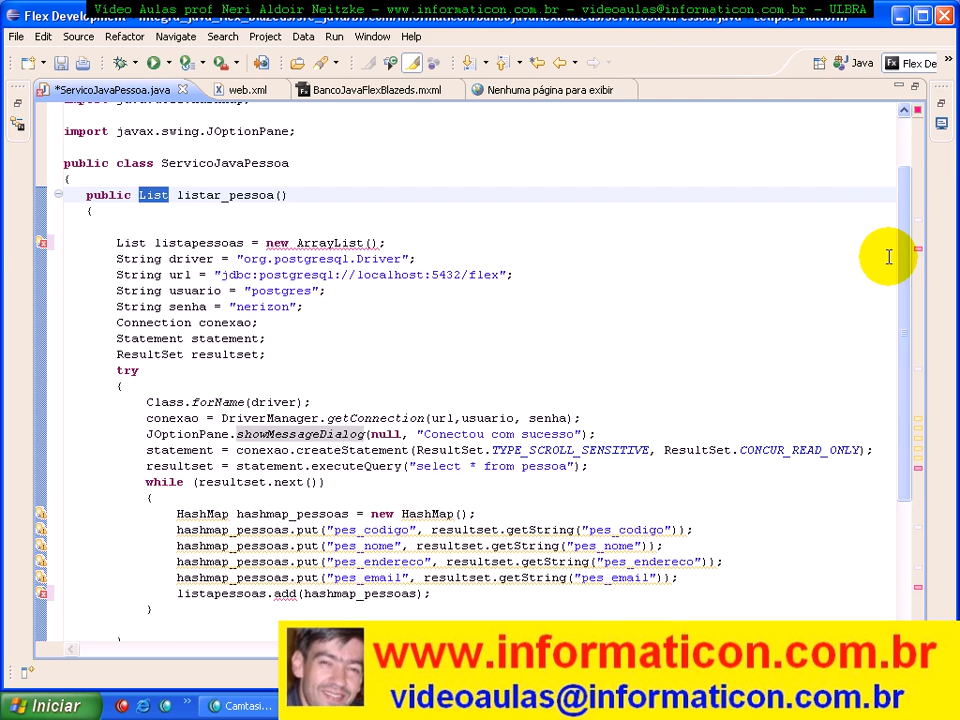 Video Aulas prof Neri Aldoir Neitzke - www.informaticon.com.br - videoaulas@informaticon.com.br - ULBRA
File Edit Source Refactor Navigate Search Project Data Run Window Help
Java Flex De
*ServicoJavaPessoa.java web.xml BancoJavaFlexBlazeds.mxml Nenhuma página para exibir
import javax.swing.JOptionPane;
public class ServicoJavaPessoa
{
public List listar_pessoa()
{
List listapessoas = new ArrayList();
String driver = "org.postgresql.Driver";
String url = "jdbc:postgresql://localhost:5432/flex";
String usuario = "postgres";
String senha = "nerizon";
Connection conexao;
Statement statement;
ResultSet resultset;
try
{
Class.forName(driver);
conexao = DriverManager.getConnection(url,usuario, senha);
JOptionPane.showMessageDialog(null, "Conectou com sucesso");
statement = conexao.createStatement(ResultSet.TYPE_SCROLL_SENSITIVE, ResultSet.CONCUR_READ_ONLY);
resultset = statement.executeQuery("select * from pessoa");
while (resultset.next())
{
HashMap hashmap_pessoas = new HashMap();
hashmap_pessoas.put("pes_codigo", resultset.getString("pes_codigo"));
hashmap_pessoas.put("pes_nome", resultset.getString("pes_nome"));
hashmap_pessoas.put("pes_endereco", resultset.getString("pes_endereco"));
hashmap_pessoas.put("pes_email", resultset.getString("pes_email"));
listapessoas.add(hashmap_pessoas);
}
www.informaticon.com.br
videoaulas@informaticon.com.br
Iniciar Camtasi...